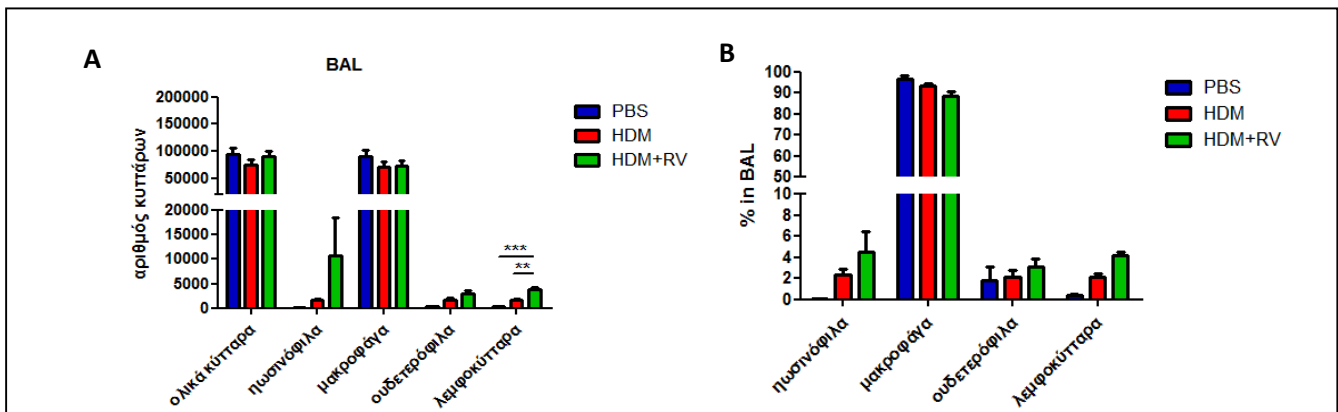 A
BAL
αριθμός κυττάρων
200000
150000
100000
50000
20000
15000
10000
5000
0
***
**
ολικά κύτταρα
ηωσινόφιλα
μακροφάγα
ουδετερόφιλα
λεμφοκύτταρα
PBS
HDM
HDM+RV
B
% in BAL
100
90
80
70
60
50
10
8
6
4
2
0
ηωσινόφιλα
μακροφάγα
ουδετερόφιλα
λεμφοκύτταρα
PBS
HDM
HDM+RV